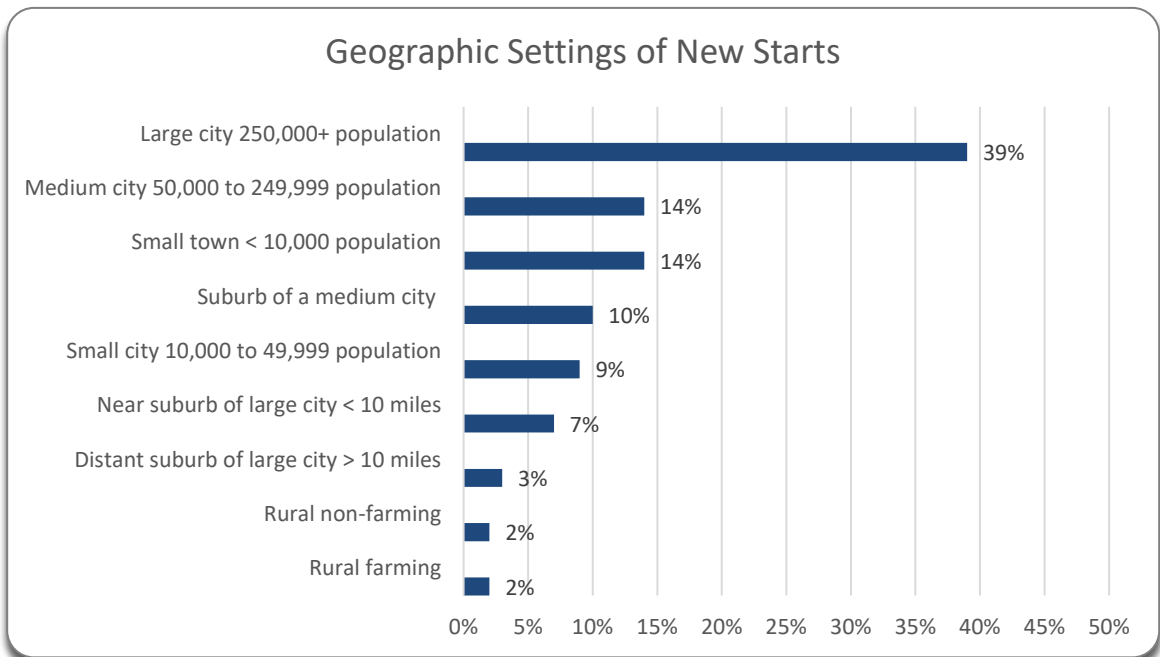 Geographic Settings of New Starts
Large city 250,000+ population
39%
Medium city 50,000 to 249,999 population
14%
Small town < 10,000 population
14%
Suburb of a medium city
10%
Small city 10,000 to 49,999 population
9%
Near suburb of large city < 10 miles
7%
Distant suburb of large city > 10 miles
3%
Rural non-farming
2%
Rural farming
2%
0% 5% 10% 15% 20% 25% 30% 35% 40% 45% 50%